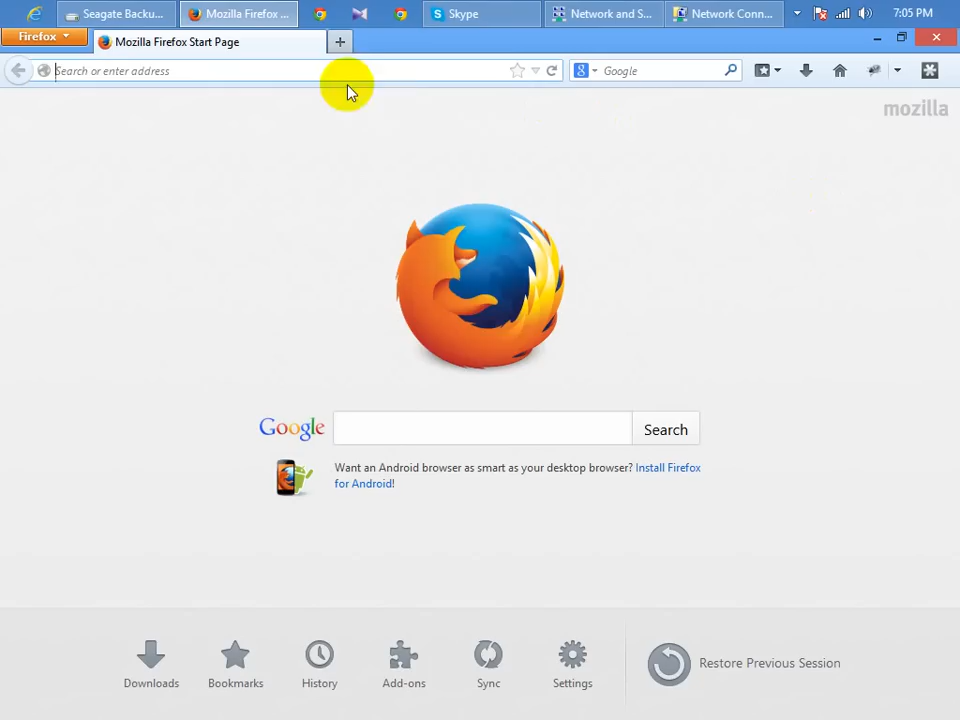 Seagate Backu... Mozilla Firefox ... Skype Network and S... Network Conn... 7:05 PM
Firefox Mozilla Firefox Start Page
Search or enter address Google
mozilla
Google Search
Want an Android browser as smart as your desktop browser? Install Firefox
for Android!
Downloads Bookmarks History Add-ons Sync Settings Restore Previous Session